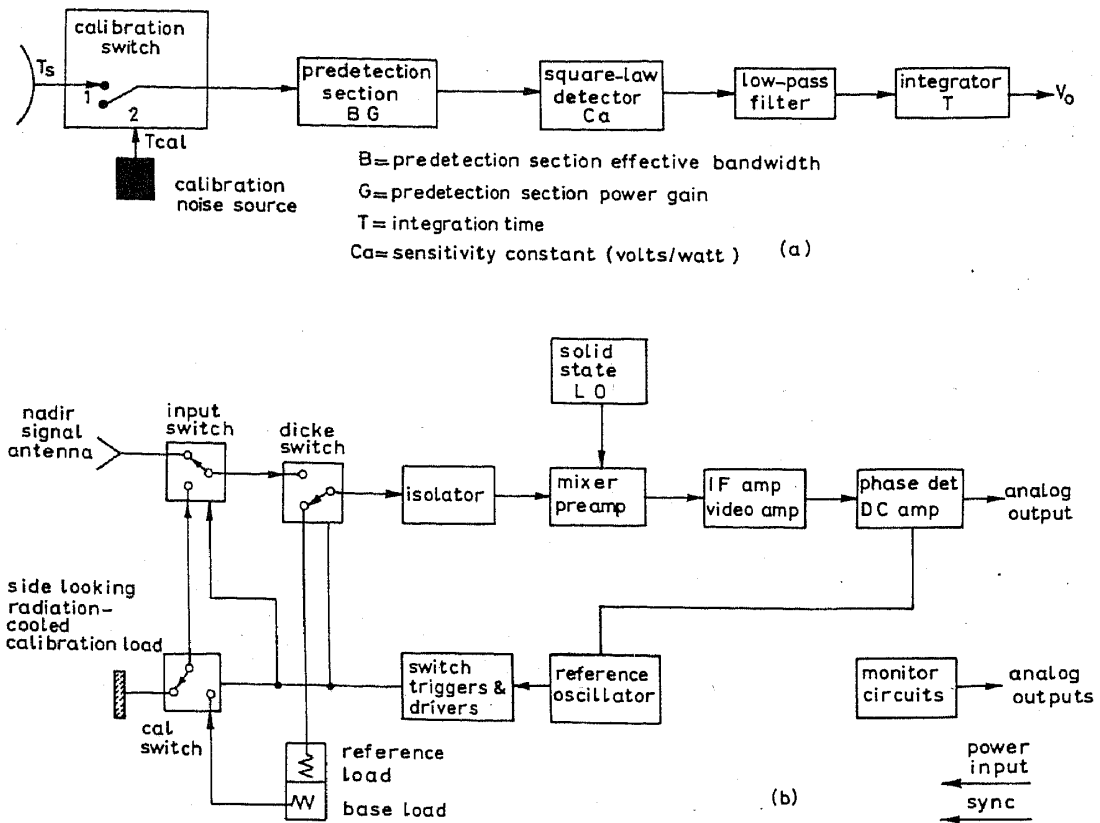 calibration
switch
Ts
1
2
Tcal
calibration
noise source
predetection
section
B G
square-law
detector
Ca
low-pass
filter
integrator
T
Vo
B= predetection section effective bandwidth
G= predetection section power gain
T= integration time
Ca= sensitivity constant (volts/watt)
(a)
solid
state
L O
nadir
signal
antenna
input
switch
dicke
switch
isolator
mixer
preamp
IF amp
video amp
phase det
DC amp
analog
output
side looking
radiation-
cooled
calibration load
cal
switch
switch
triggers &
drivers
reference
oscillator
monitor
circuits
analog
outputs
reference
load
base load
power
input
sync
(b)